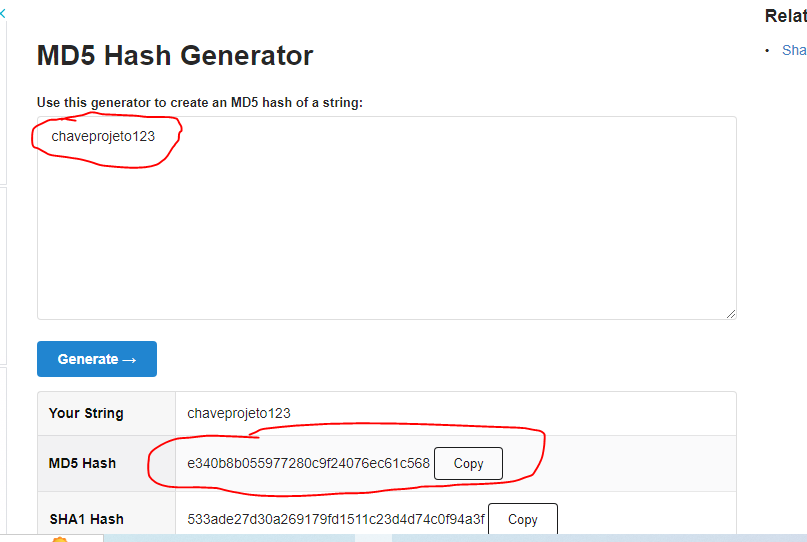 Relat
MD5 Hash Generator
• Sha
Use this generator to create an MD5 hash of a string:
chaveprojeto123
Generate →
Your String chaveprojeto123
MD5 Hash e340b8b055977280c9f24076ec61c568 Copy
SHA1 Hash 533ade27d30a269179fd1511c23d4d74c0f94a3f Copy